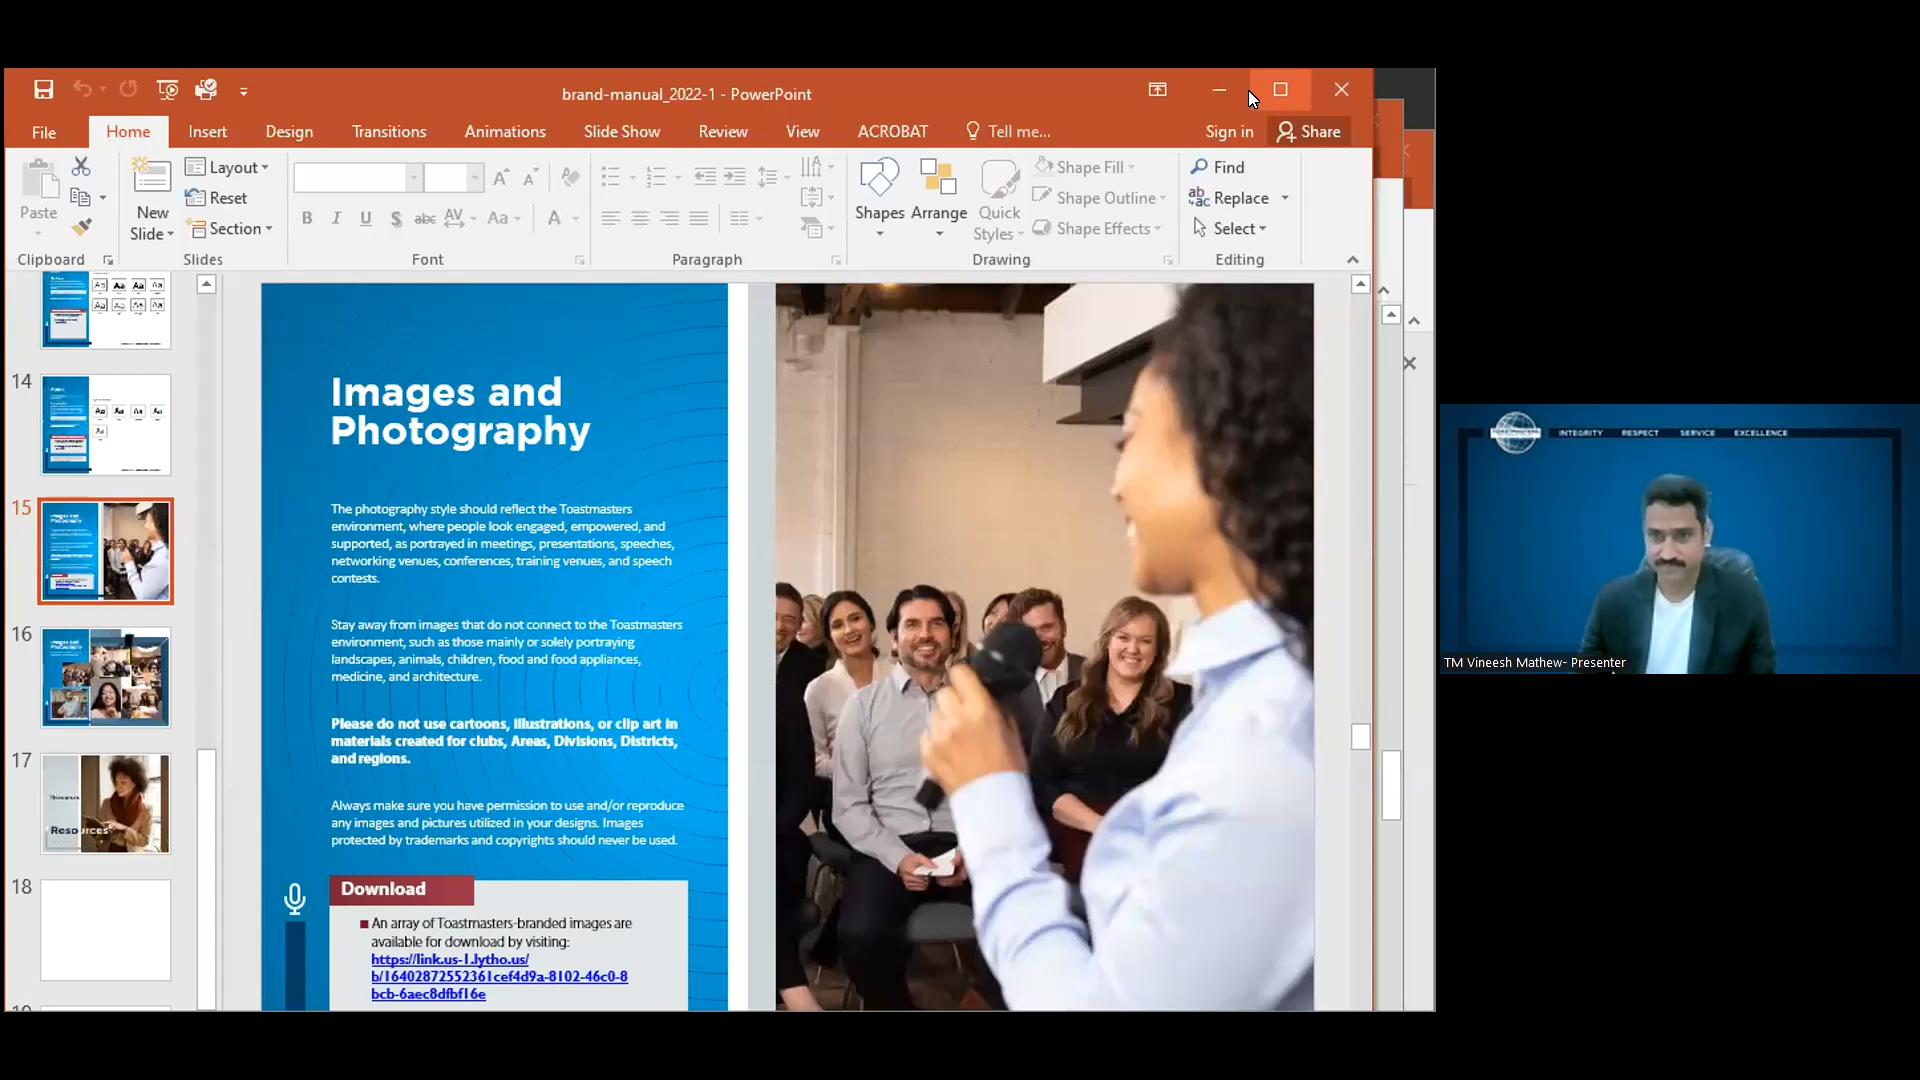 brand-manual_2022-1 - PowerPoint
File Home Insert Design Transitions Animations Slide Show Review View ACROBAT Tell me... Sign in Share
Paste
Clipboard
New
Slide
Layout
Reset
Section
Slides
B I U S abc AV Aa A
Font
Paragraph
Shapes Arrange Quick
Styles
Shape Fill
Shape Outline
Shape Effects
Drawing
Find
Replace
Select
Editing
14
15
16
17
Resources
18
Images and
Photography
The photography style should reflect the Toastmasters
environment, where people look engaged, empowered, and
supported, as portrayed in meetings, presentations, speeches,
networking venues, conferences, training venues, and speech
contests.
Stay away from images that do not connect to the Toastmasters
environment, such as those mainly or solely portraying
landscapes, animals, children, food and food appliances,
medicine, and architecture.
Please do not use cartoons, illustrations, or clip art in
materials created for clubs, Areas, Divisions, Districts,
and regions.
Always make sure you have permission to use and/or reproduce
any images and pictures utilized in your designs. Images
protected by trademarks and copyrights should never be used.
Download
An array of Toastmasters-branded images are
available for download by visiting:
https://link.us-1.lytho.us/
b/16402872552361cef4d9a-8102-46c0-8
bcb-6aec8dfbf16e
TOASTMASTERS INTEGRITY RESPECT SERVICE EXCELLENCE
TM Vineesh Mathew- Presenter